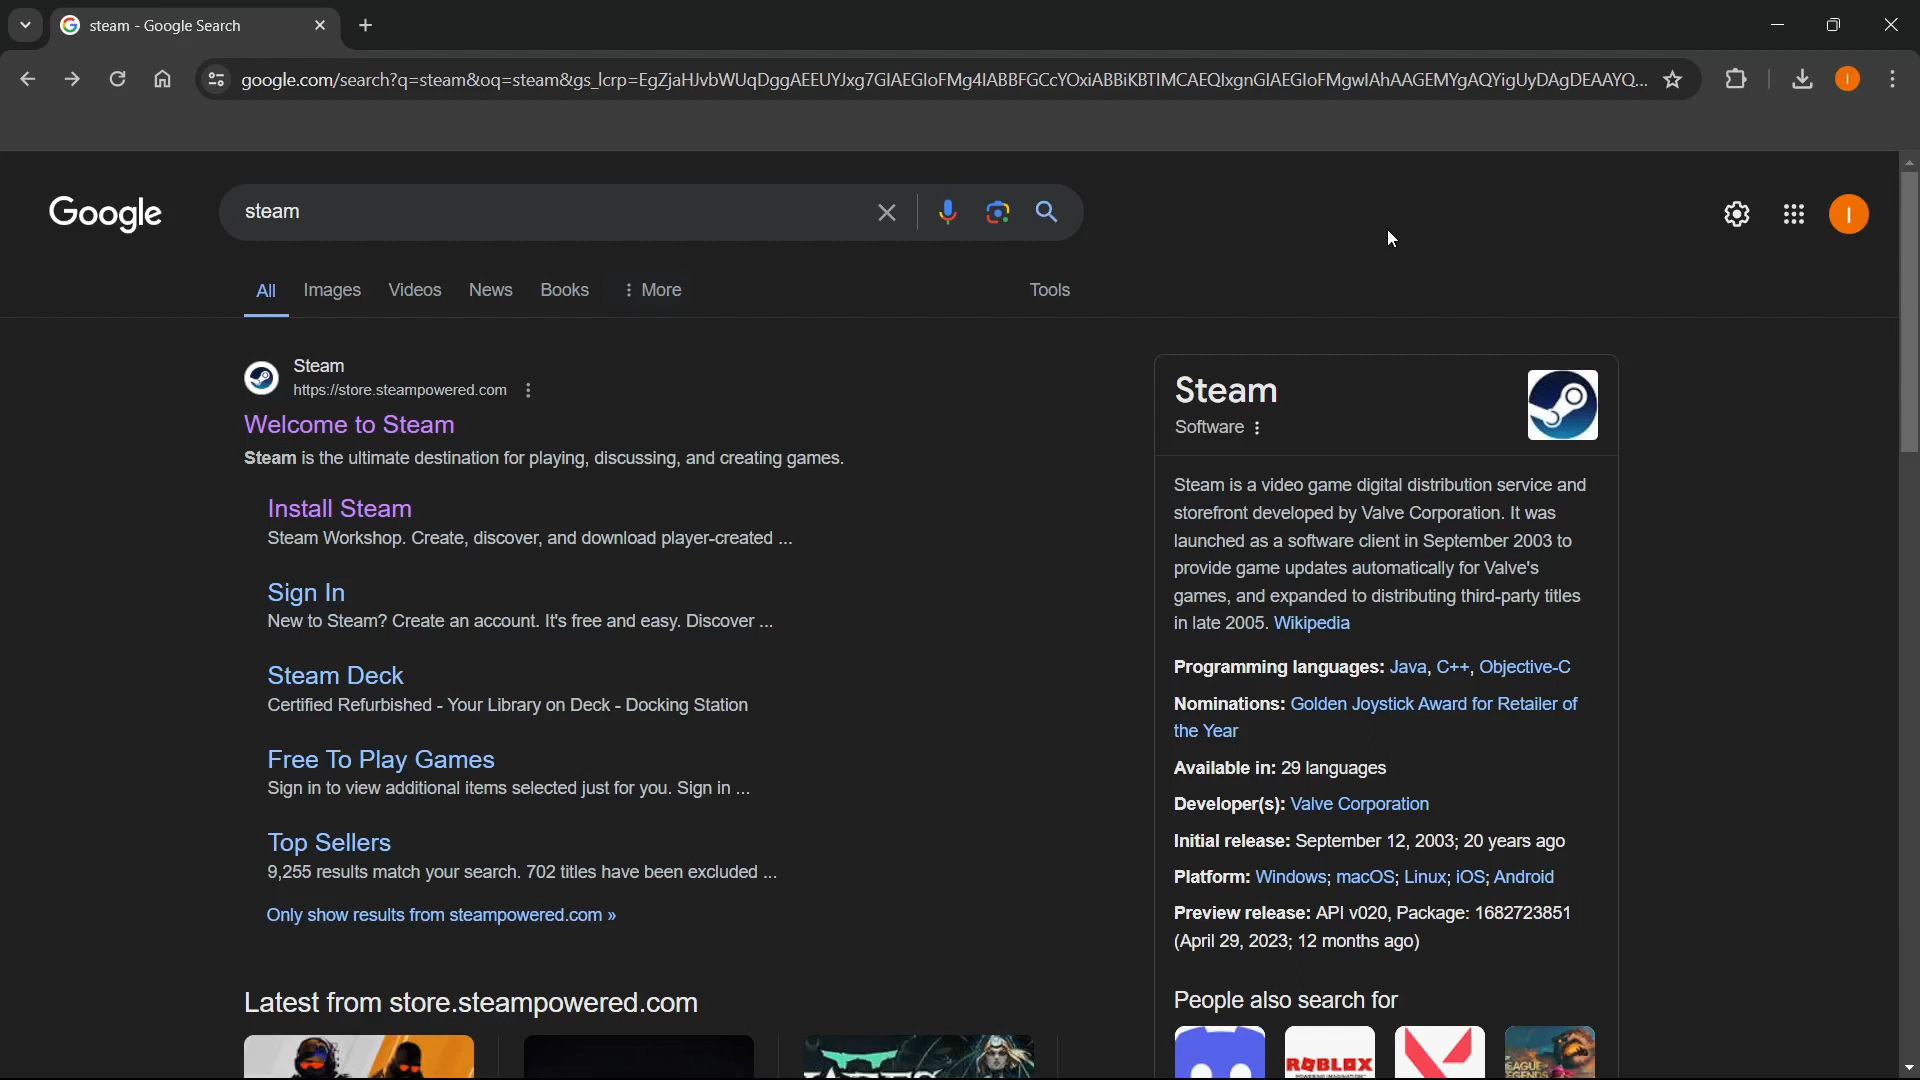 steam - Google Search
google.com/search?q=steam&oq=steam&gs_lcrp=EgZjaHJvbWUqDggAEEUYJxg7GIAEGIoFMg4IABBFGCcYOxiABBiKBTIMCAEQIxgnGIAEGIoFMgwIAhAAGEMYgAQYigUyDAgDEAAYQ...
Google
steam
All Images Videos News Books More Tools
Steam
https://store.steampowered.com
Welcome to Steam
Steam is the ultimate destination for playing, discussing, and creating games.
Install Steam
Steam Workshop. Create, discover, and download player-created ...
Sign In
New to Steam? Create an account. It's free and easy. Discover ...
Steam Deck
Certified Refurbished - Your Library on Deck - Docking Station
Free To Play Games
Sign in to view additional items selected just for you. Sign in ...
Top Sellers
9,255 results match your search. 702 titles have been excluded ...
Only show results from steampowered.com »
Latest from store.steampowered.com
Steam
Software
Steam is a video game digital distribution service and
storefront developed by Valve Corporation. It was
launched as a software client in September 2003 to
provide game updates automatically for Valve's
games, and expanded to distributing third-party titles
in late 2005. Wikipedia
Programming languages: Java, C++, Objective-C
Nominations: Golden Joystick Award for Retailer of
the Year
Available in: 29 languages
Developer(s): Valve Corporation
Initial release: September 12, 2003; 20 years ago
Platform: Windows; macOS; Linux; iOS; Android
Preview release: API v020, Package: 1682723851
(April 29, 2023; 12 months ago)
People also search for
ROBLOX